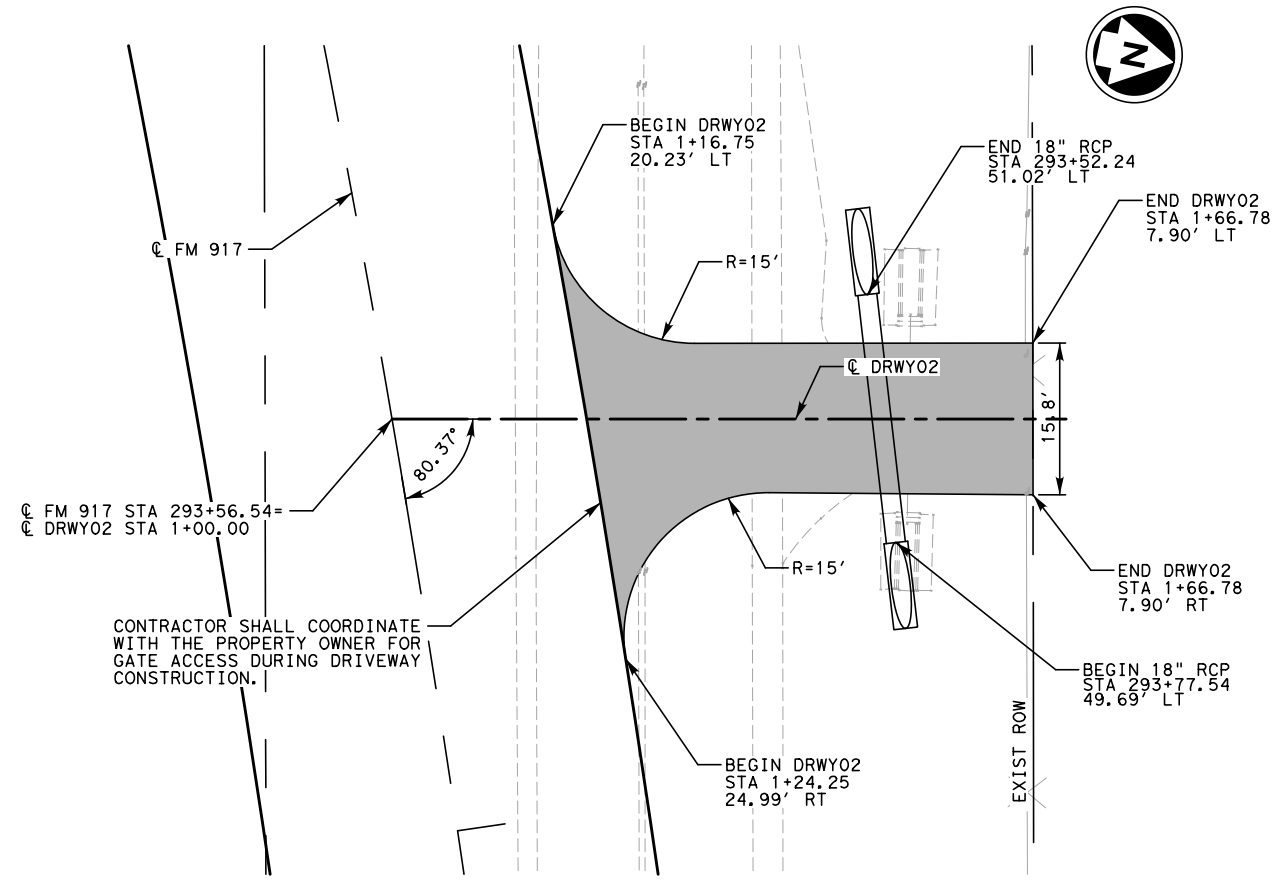 N
BEGIN DRWY02
STA 1+16.75
20.23' LT
END 18" RCP
STA 293+52.24
51.02' LT
END DRWY02
STA 1+66.78
7.90' LT
℄ FM 917
R=15'
℄ DRWY02
15.8'
80.37°
℄ FM 917 STA 293+56.54=
℄ DRWY02 STA 1+00.00
R=15'
END DRWY02
STA 1+66.78
7.90' RT
CONTRACTOR SHALL COORDINATE
WITH THE PROPERTY OWNER FOR
GATE ACCESS DURING DRIVEWAY
CONSTRUCTION.
BEGIN 18" RCP
STA 293+77.54
49.69' LT
EXIST ROW
BEGIN DRWY02
STA 1+24.25
24.99' RT